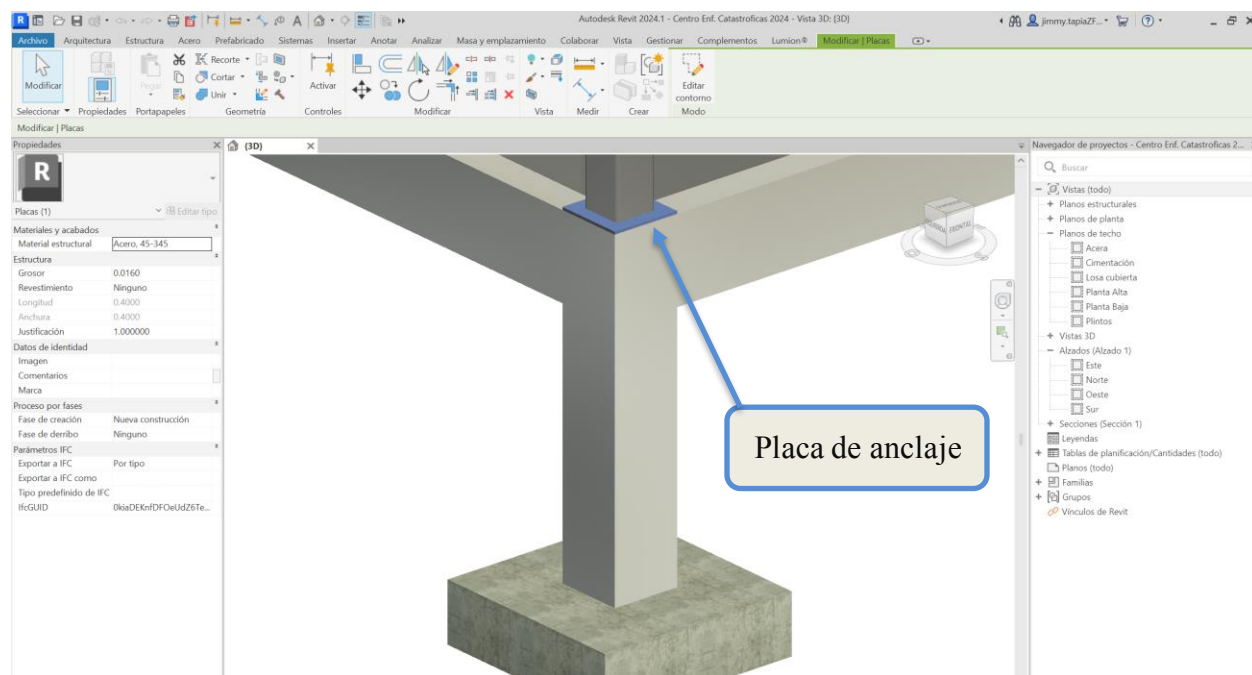 Autodesk Revit 2024.1 - Centro Enf. Catastroficas 2024 - Vista 3D: {3D}
jimmy.tapiaZF...
Archivo Arquitectura Estructura Acero Prefabricado Sistemas Insertar Anotar Analizar Masa y emplazamiento Colaborar Vista Gestionar Complementos Lumion® Modificar | Placas
Modificar
Pegar
Recorte
Cortar
Unir
Activar
Editar
contorno
Seleccionar Propiedades Portapapeles Geometría Controles Modificar Vista Medir Crear Modo
Modificar | Placas
Propiedades
R
Placas (1)
Editar tipo
Materiales y acabados
Material estructural Acero, 45-345
Estructura
Grosor 0.0160
Revestimiento Ninguno
Longitud 0.4000
Anchura 0.4000
Justificación 1.000000
Datos de identidad
Imagen
Comentarios
Marca
Proceso por fases
Fase de creación Nueva construcción
Fase de derribo Ninguno
Parámetros IFC
Exportar a IFC Por tipo
Exportar a IFC como
Tipo predefinido de IFC
IfcGUID 0kiaDEKnfDFOeUdZ6Te...
{3D}
FRONTAL
Placa de anclaje
Navegador de proyectos - Centro Enf. Catastroficas 2...
Buscar
Vistas (todo)
Planos estructurales
Planos de planta
Planos de techo
Acera
Cimentación
Losa cubierta
Planta Alta
Planta Baja
Plintos
Vistas 3D
Alzados (Alzado 1)
Este
Norte
Oeste
Sur
Secciones (Sección 1)
Leyendas
Tablas de planificación/Cantidades (todo)
Planos (todo)
Familias
Grupos
Vínculos de Revit